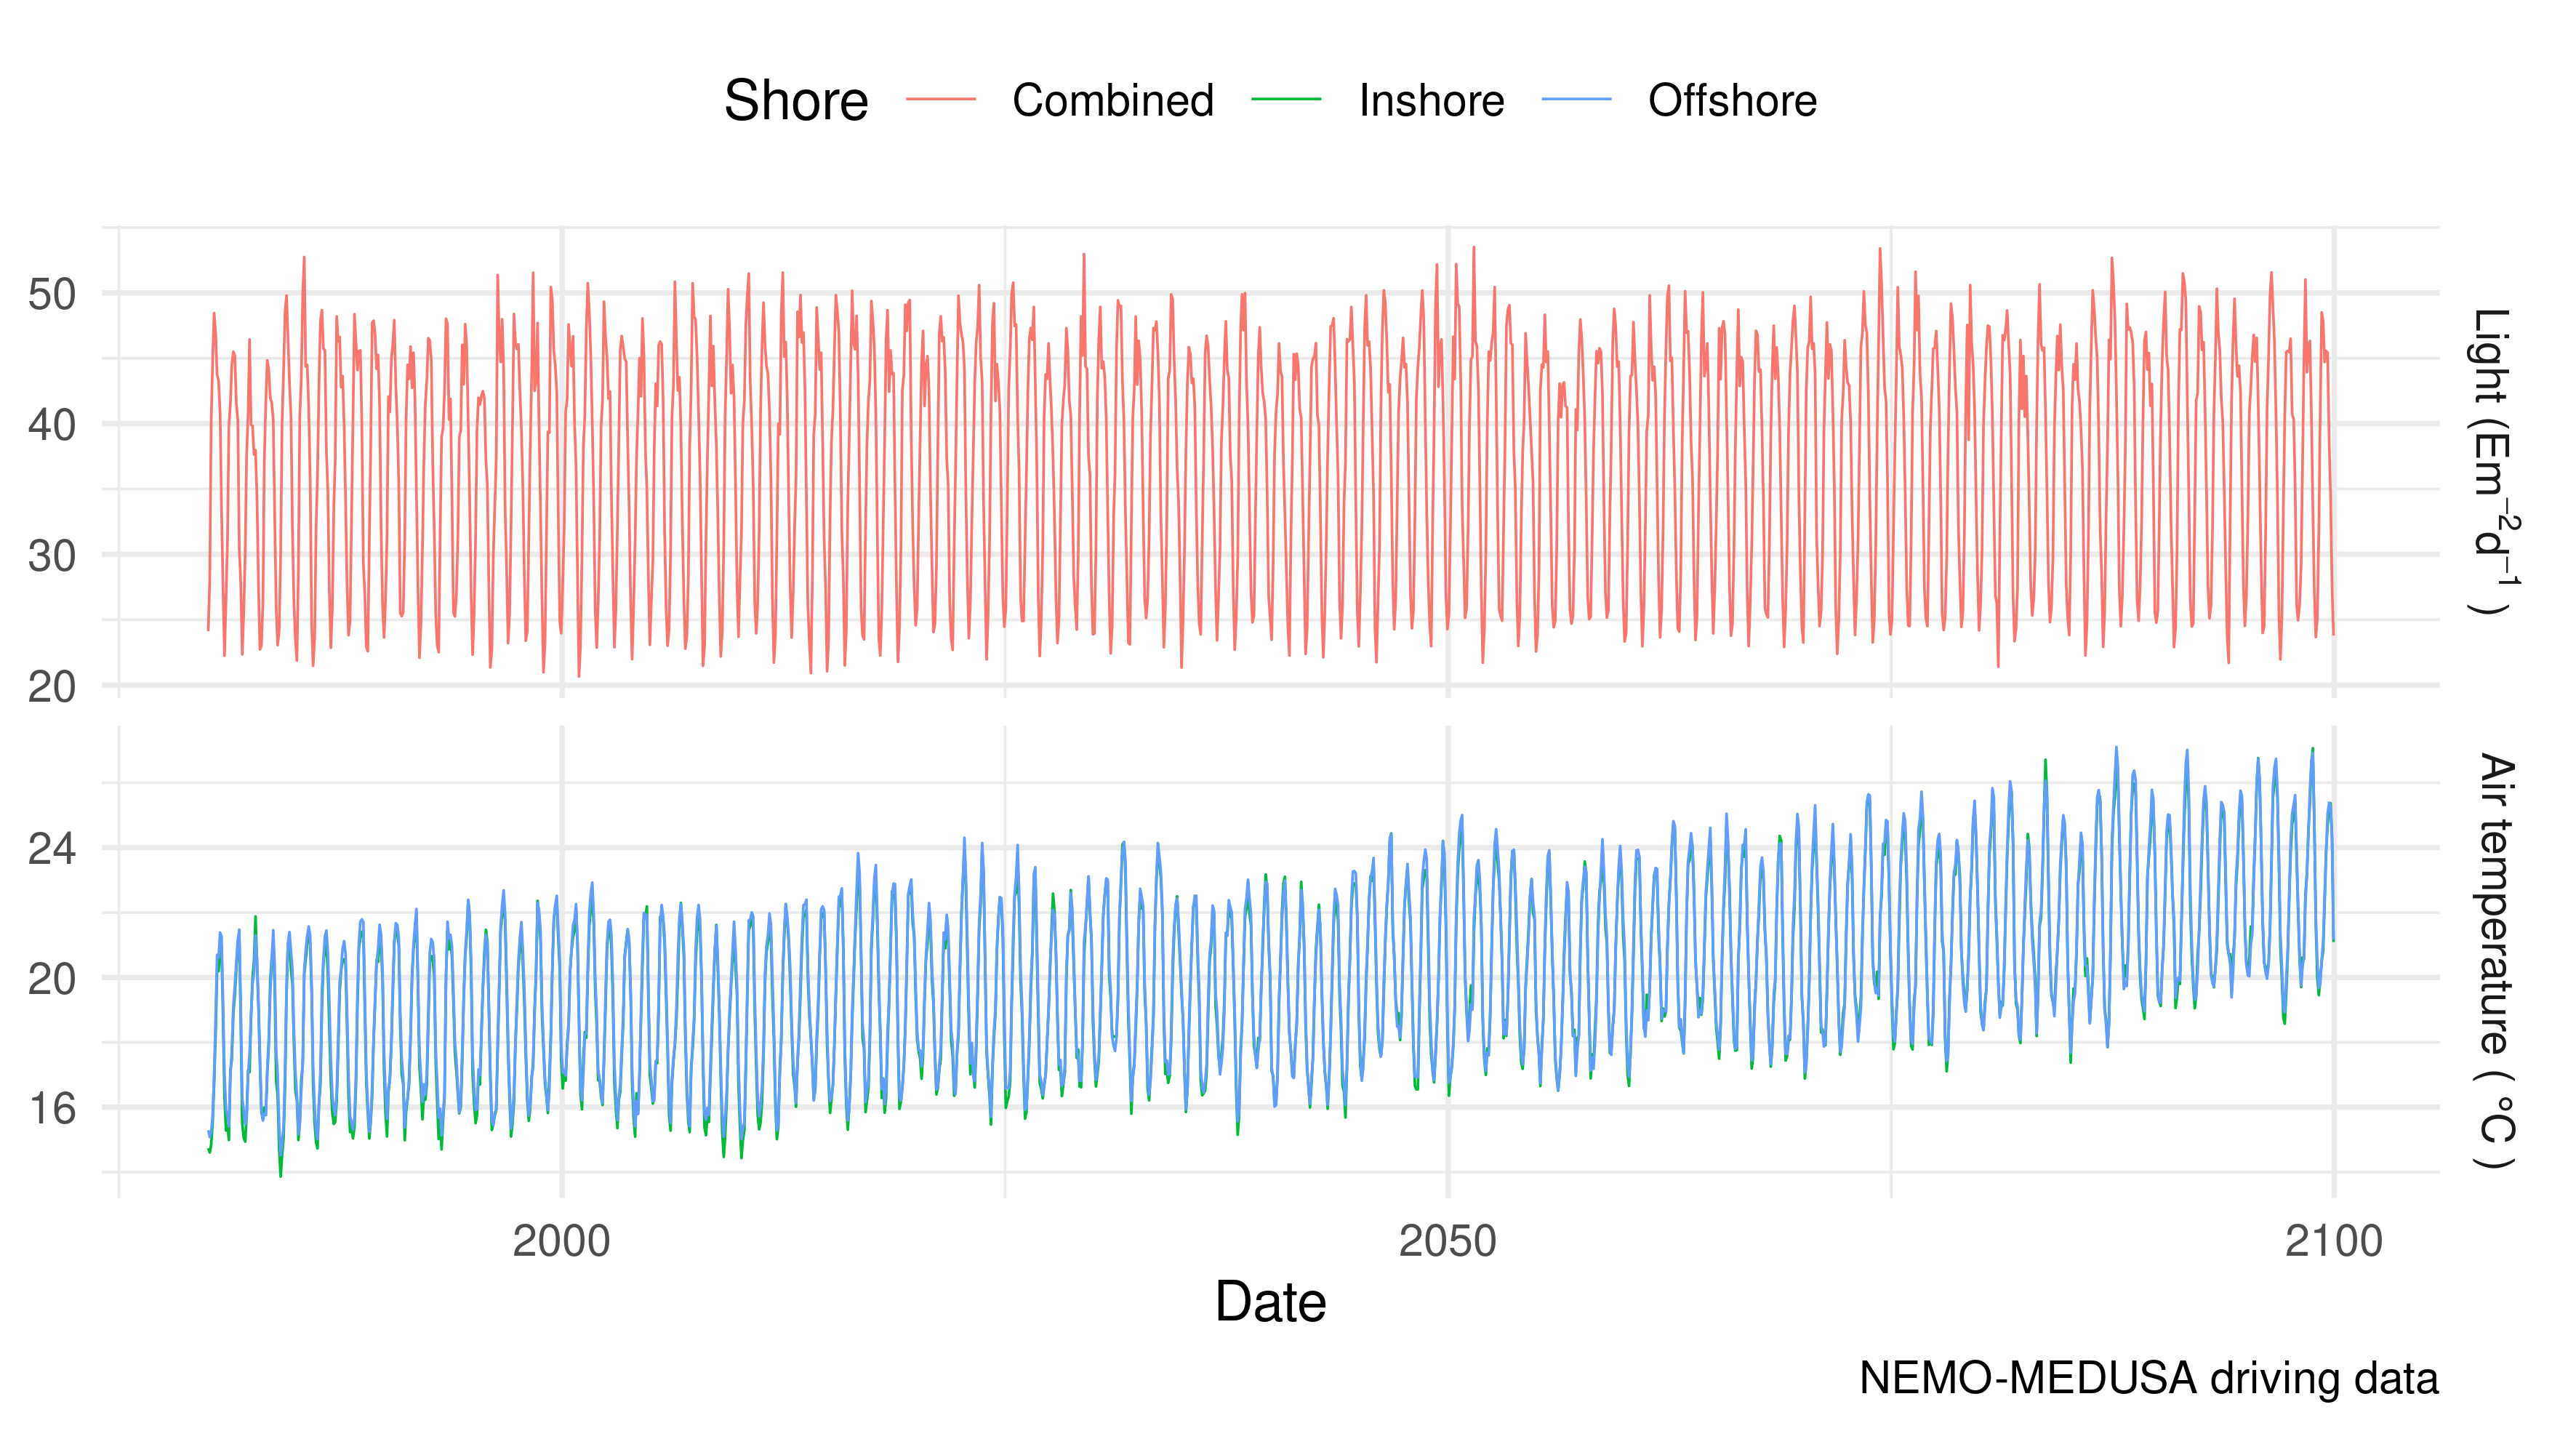 Shore Combined Inshore Offshore
50
40
30
20
Light (Em⁻²d⁻¹ )
24
20
16
Air temperature ( °C )
2000 2050 2100
Date
NEMO-MEDUSA driving data